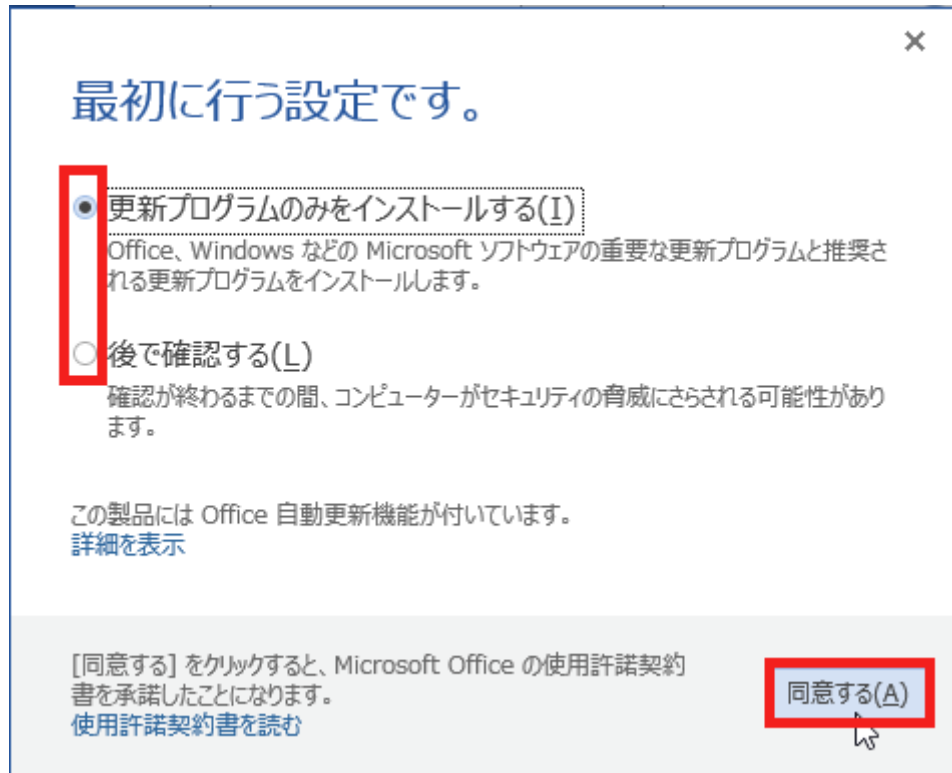 最初に行う設定です。
更新プログラムのみをインストールする(I)
Office、Windows などの Microsoft ソフトウェアの重要な更新プログラムと推奨さ
れる更新プログラムをインストールします。
後で確認する(L)
確認が終わるまでの間、コンピューターがセキュリティの脅威にさらされる可能性があり
ます。
この製品には Office 自動更新機能が付いています。
詳細を表示
[同意する] をクリックすると、Microsoft Office の使用許諾契約
書を承諾したことになります。
使用許諾契約書を読む
同意する(A)